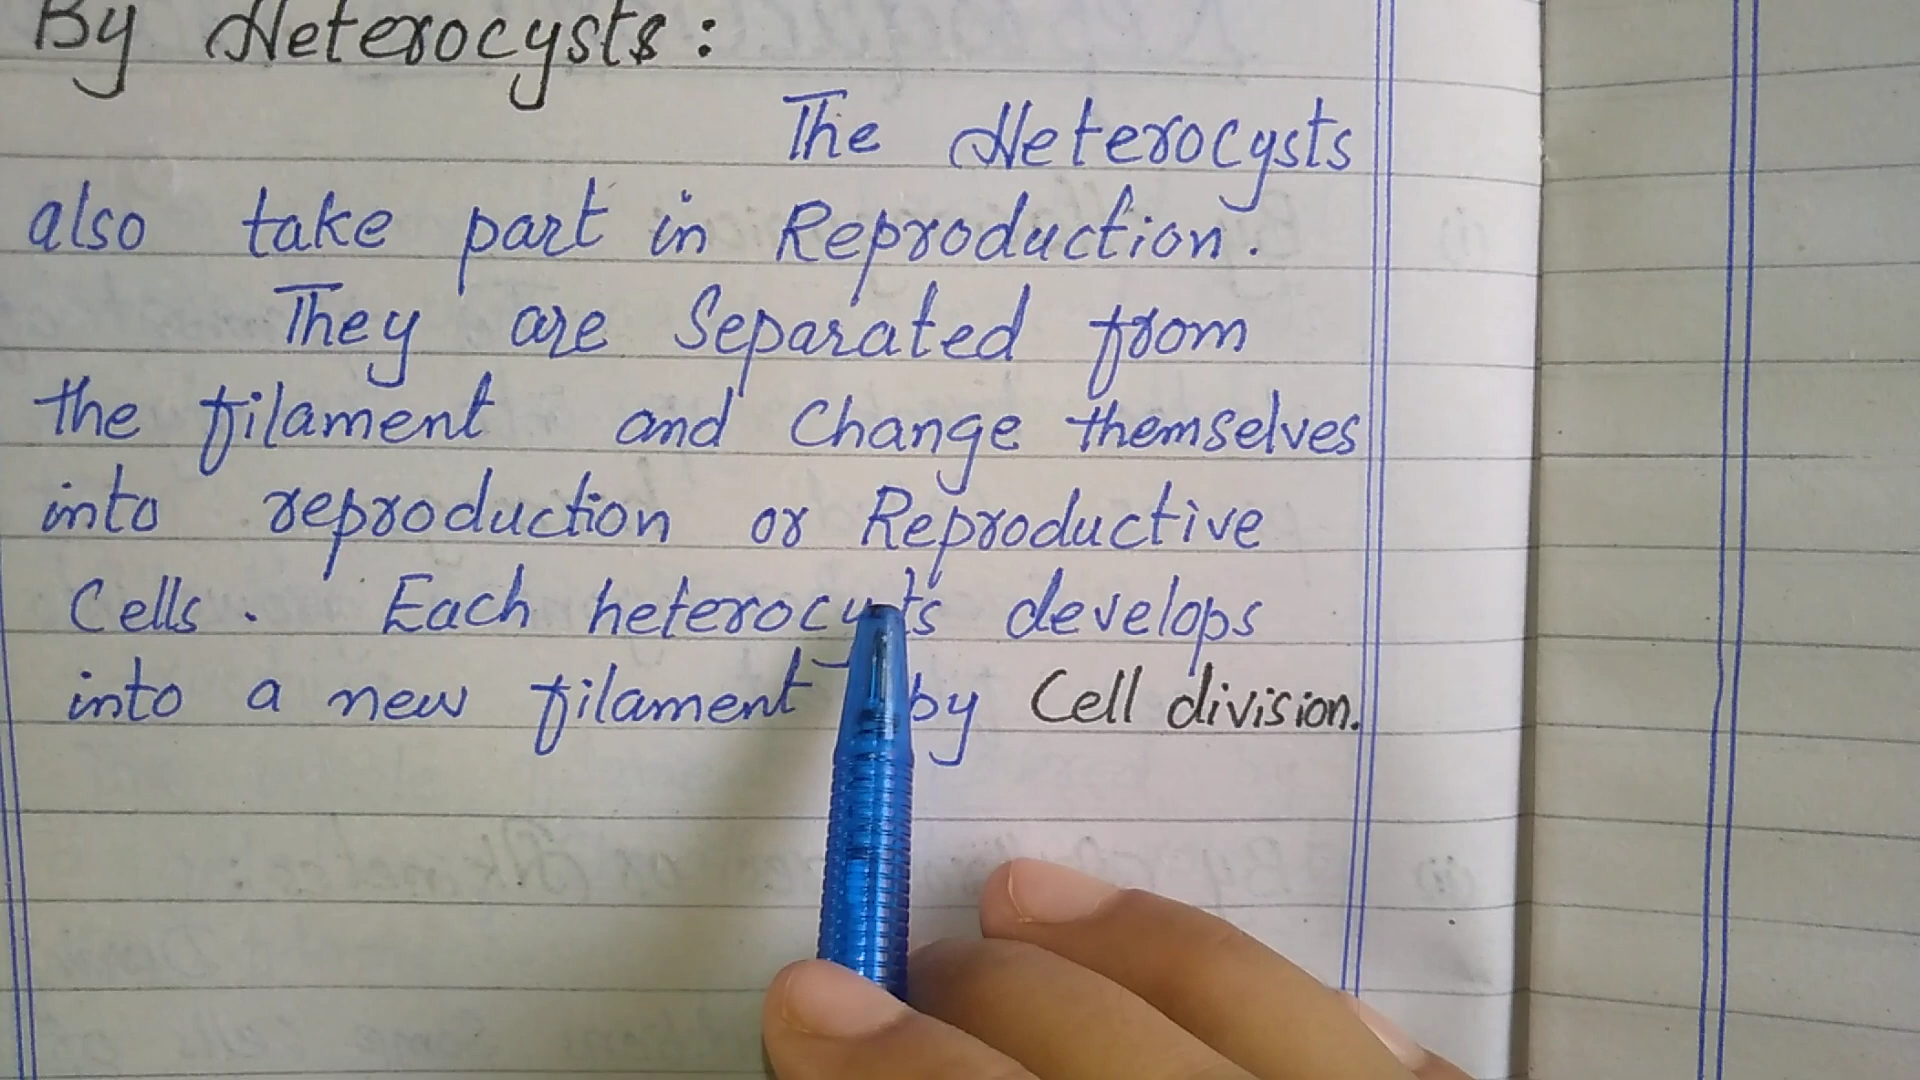 By Heterocysts:
The Heterocysts
also take part in Reproduction.
They are Separated from
the filament and Change themselves
into reproduction or Reproductive
Cells. Each develops
into a new filament by Cell division.